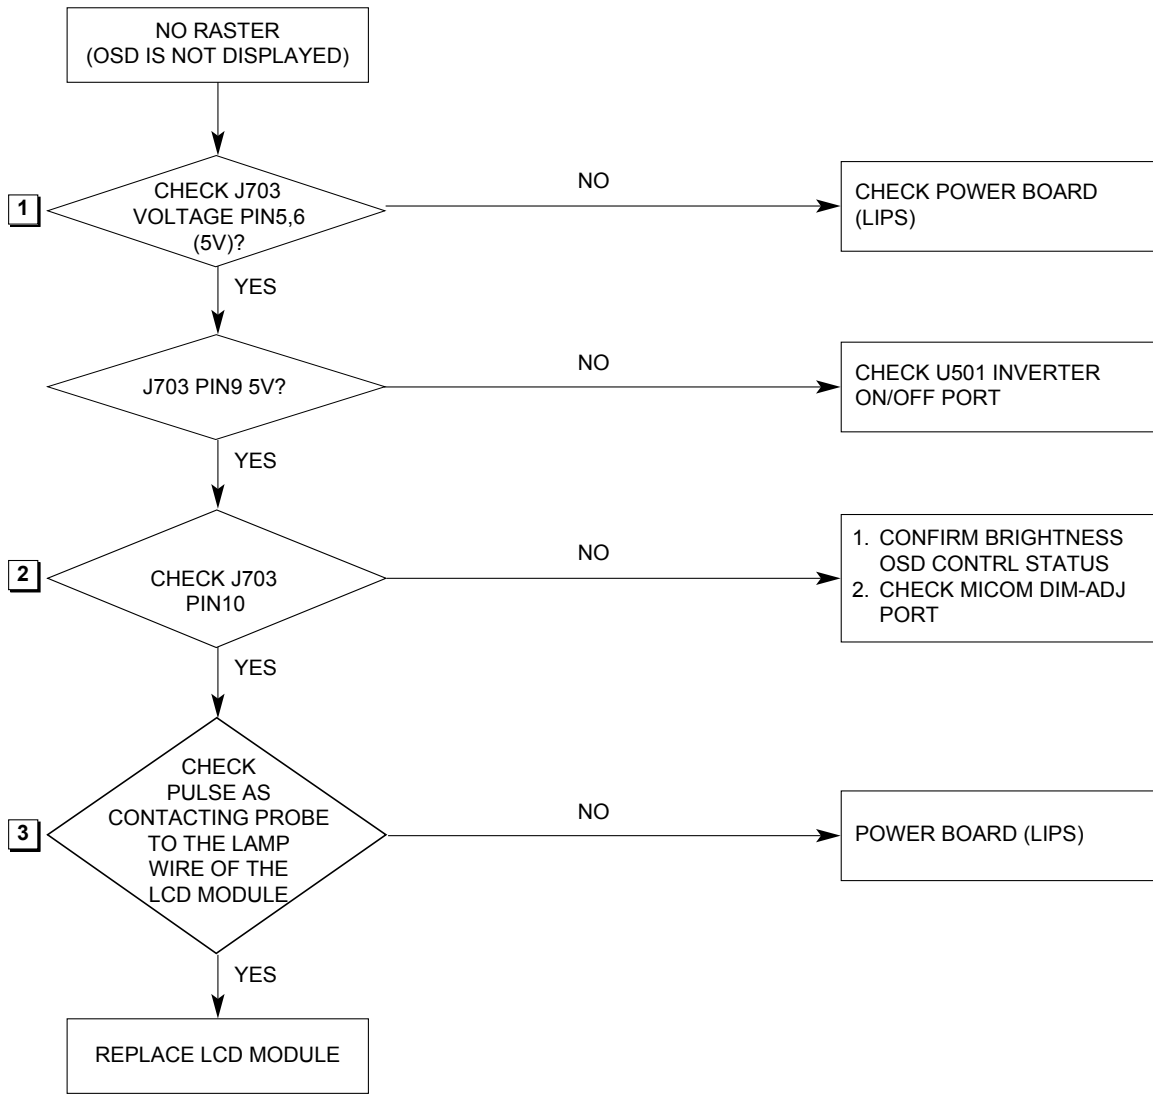 NO RASTER
(OSD IS NOT DISPLAYED)
1
CHECK J703
VOLTAGE PIN5,6
(5V)?
NO
CHECK POWER BOARD
(LIPS)
YES
J703 PIN9 5V?
NO
CHECK U501 INVERTER
ON/OFF PORT
YES
2
CHECK J703
PIN10
NO
1. CONFIRM BRIGHTNESS
OSD CONTRL STATUS
2. CHECK MICOM DIM-ADJ
PORT
YES
3
CHECK
PULSE AS
CONTACTING PROBE
TO THE LAMP
WIRE OF THE
LCD MODULE
NO
POWER BOARD (LIPS)
YES
REPLACE LCD MODULE